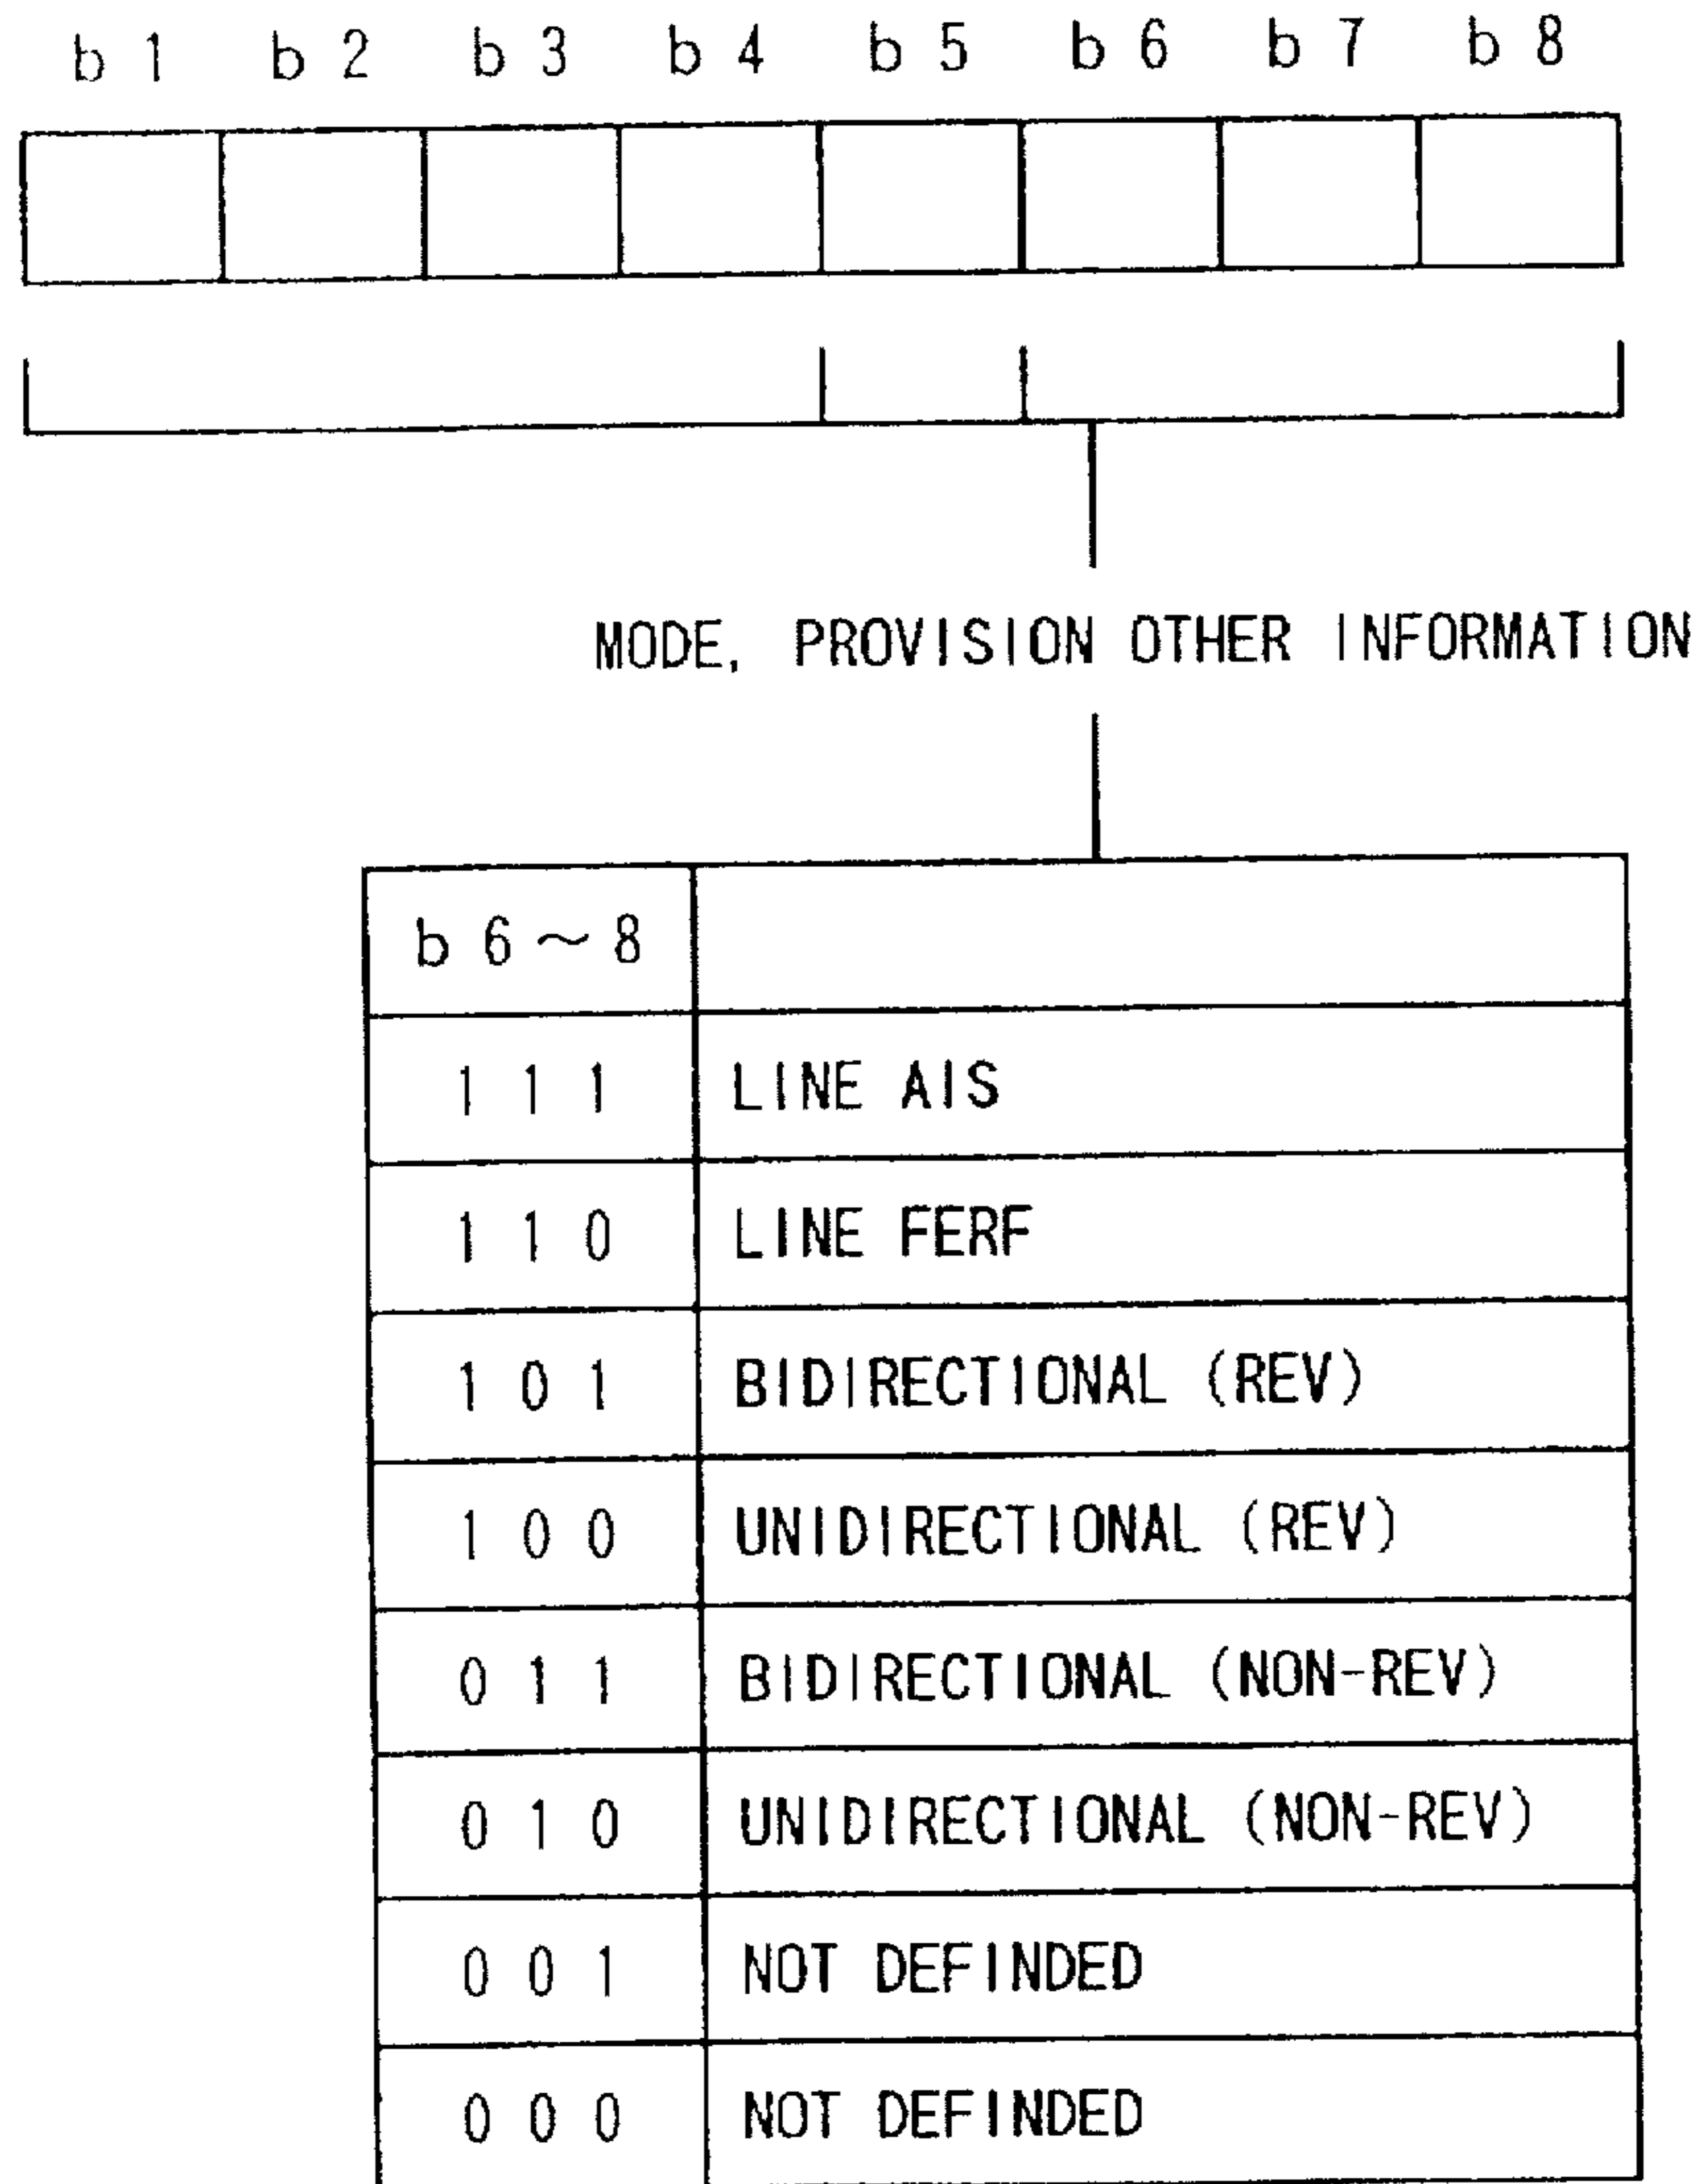 b 1 b 2 b 3 b 4 b 5 b 6 b 7 b 8
MODE, PROVISION OTHER INFORMATION
b 6 ~ 8
1 1 1 LINE AIS
1 1 0 LINE FERF
1 0 1 BIDIRECTIONAL (REV)
1 0 0 UNIDIRECTIONAL (REV)
0 1 1 BIDIRECTIONAL (NON-REV)
0 1 0 UNIDIRECTIONAL (NON-REV)
0 0 1 NOT DEFINDED
0 0 0 NOT DEFINDED